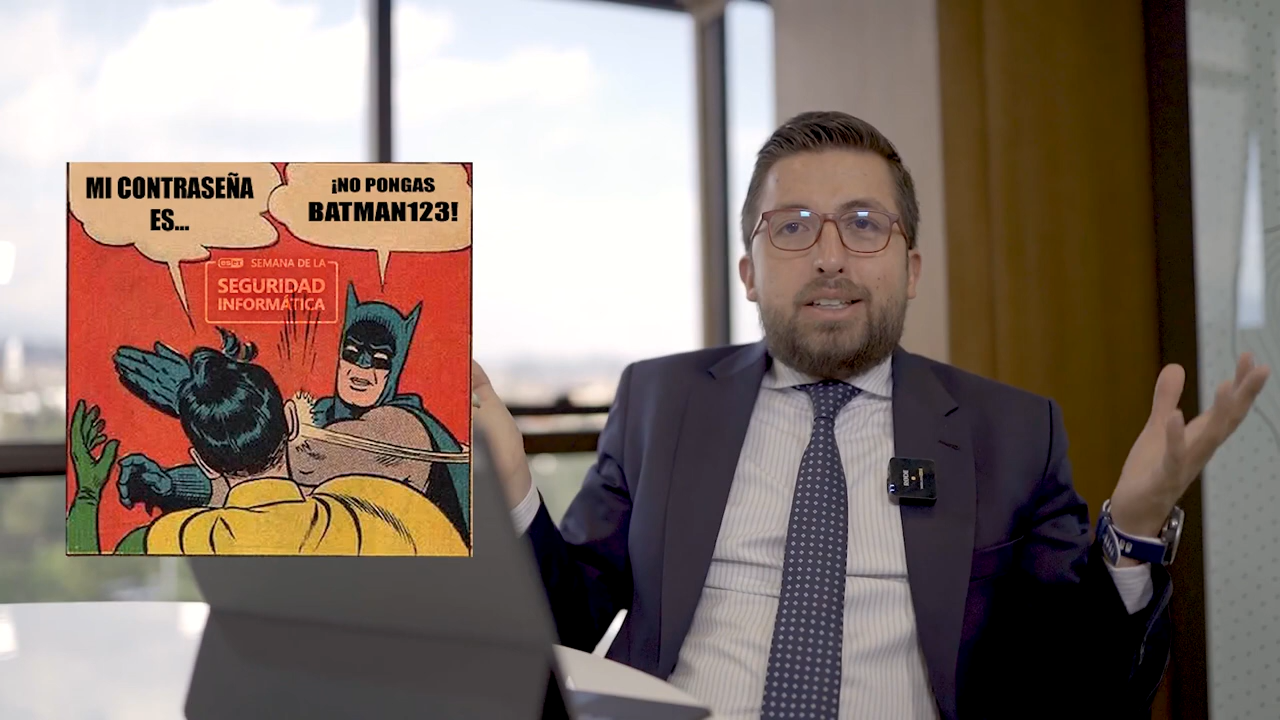 MI CONTRASEÑA
ES...
¡NO PONGAS
BATMAN123!
eset SEMANA DE LA
SEGURIDAD
INFORMÁTICA